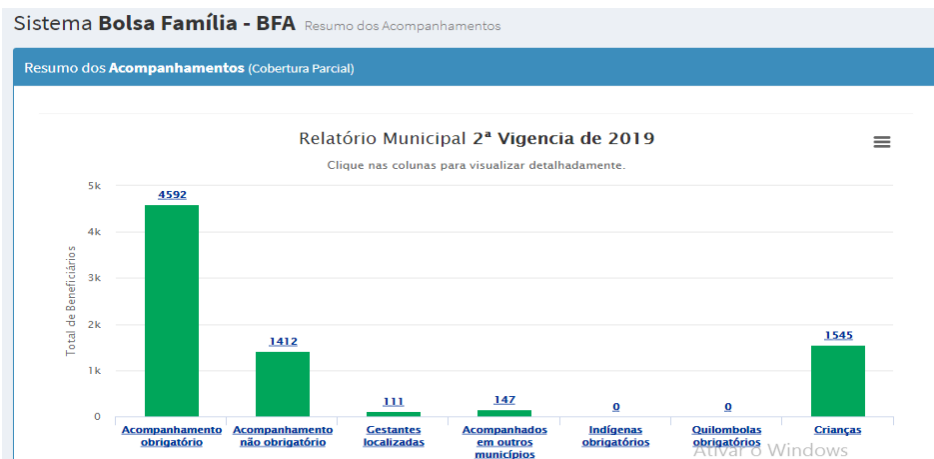 Sistema Bolsa Família - BFA Resumo dos Acompanhamentos
Resumo dos Acompanhamentos (Cobertura Parcial)
Relatório Municipal 2ª Vigencia de 2019
Clique nas colunas para visualizar detalhadamente.
Total de Beneficiários
5k
4k
3k
2k
1k
0
4592
1412
111
147
0
0
1545
Acompanhamento
obrigatório
Acompanhamento
não obrigatório
Gestantes
localizadas
Acompanhados
em outros
municípios
Indígenas
obrigatórios
Quilombolas
obrigatórios
Crianças
Ativar o Windows